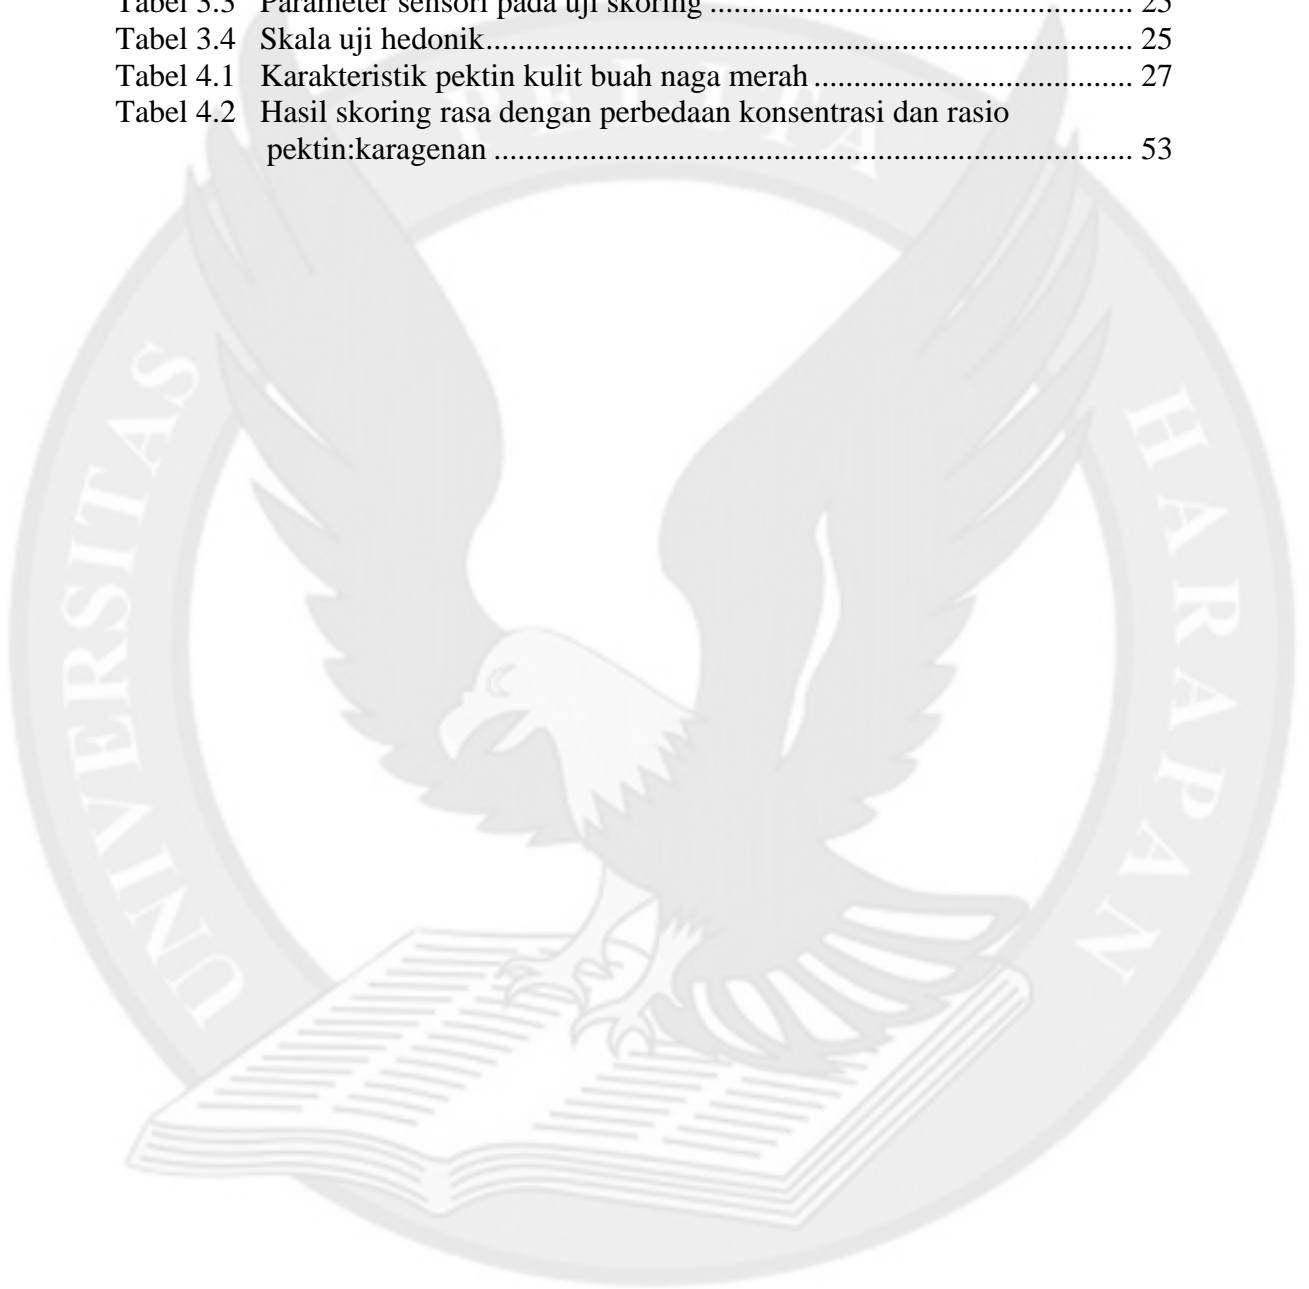 Tabel 3.3 Parameter sensori pada uji skoring ............................................... 25
Tabel 3.4 Skala uji hedonik.......................................................................... 25
Tabel 4.1 Karakteristik pektin kulit buah naga merah .................................. 27
Tabel 4.2 Hasil skoring rasa dengan perbedaan konsentrasi dan rasio
pektin:karagenan ......................................................................... 53
UNIVERSITAS
PELITA
HARAPAN